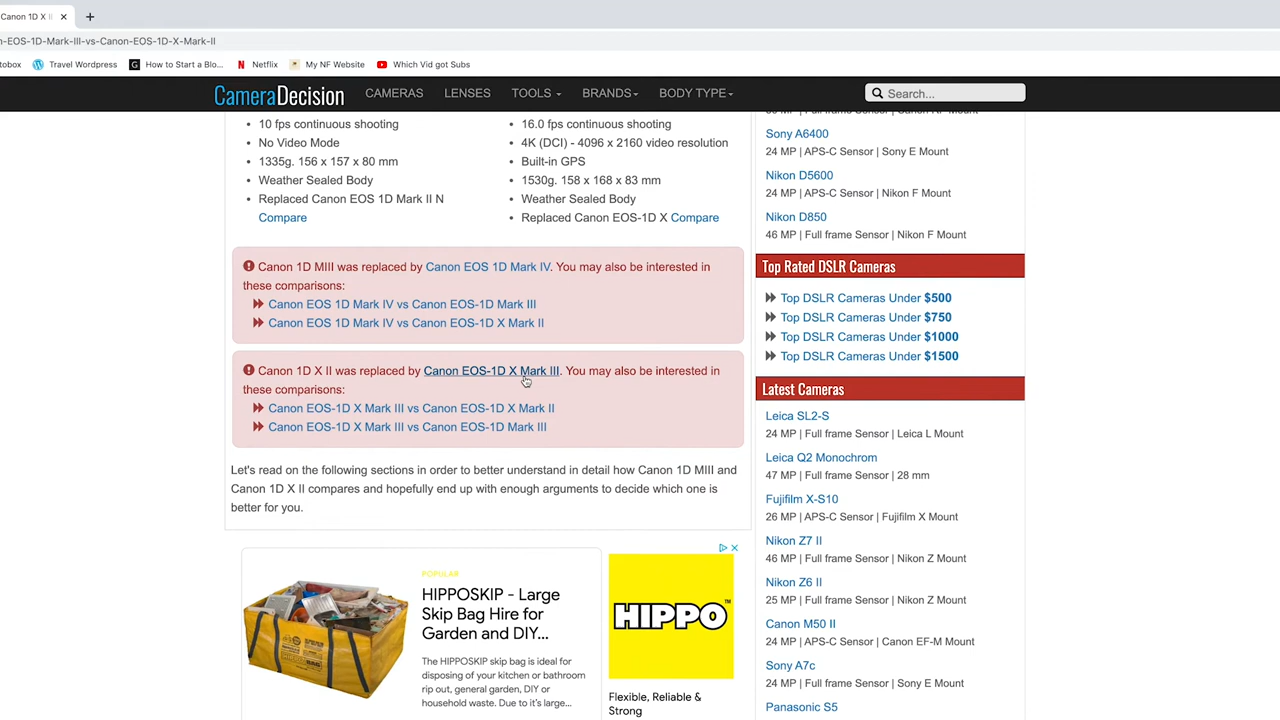 Canon 1D X II
n-EOS-1D-Mark-III-vs-Canon-EOS-1D-X-Mark-II
otobox
Travel Wordpress
How to Start a Blo...
Netflix
My NF Website
Which Vid got Subs
CameraDecision
CAMERAS
LENSES
TOOLS
BRANDS
BODY TYPE
Search...
10 fps continuous shooting
No Video Mode
1335g. 156 x 157 x 80 mm
Weather Sealed Body
Replaced Canon EOS 1D Mark II N
Compare
16.0 fps continuous shooting
4K (DCI) - 4096 x 2160 video resolution
Built-in GPS
1530g. 158 x 168 x 83 mm
Weather Sealed Body
Replaced Canon EOS-1D X Compare
Canon 1D MIII was replaced by Canon EOS 1D Mark IV. You may also be interested in
these comparisons:
Canon EOS 1D Mark IV vs Canon EOS-1D Mark III
Canon EOS 1D Mark IV vs Canon EOS-1D X Mark II
Canon 1D X II was replaced by Canon EOS-1D X Mark III. You may also be interested in
these comparisons:
Canon EOS-1D X Mark III vs Canon EOS-1D X Mark II
Canon EOS-1D X Mark III vs Canon EOS-1D Mark III
Let's read on the following sections in order to better understand in detail how Canon 1D MIII and
Canon 1D X II compares and hopefully end up with enough arguments to decide which one is
better for you.
POPULAR
HIPPOSKIP - Large
Skip Bag Hire for
Garden and DIY...
The HIPPOSKIP skip bag is ideal for
disposing of your kitchen or bathroom
rip out, general garden, DIY or
household waste. Due to it's large...
HIPPO™
Flexible, Reliable &
Strong
Sony A6400
24 MP | APS-C Sensor | Sony E Mount
Nikon D5600
24 MP | APS-C Sensor | Nikon F Mount
Nikon D850
46 MP | Full frame Sensor | Nikon F Mount
Top Rated DSLR Cameras
Top DSLR Cameras Under $500
Top DSLR Cameras Under $750
Top DSLR Cameras Under $1000
Top DSLR Cameras Under $1500
Latest Cameras
Leica SL2-S
24 MP | Full frame Sensor | Leica L Mount
Leica Q2 Monochrom
47 MP | Full frame Sensor | 28 mm
Fujifilm X-S10
26 MP | APS-C Sensor | Fujifilm X Mount
Nikon Z7 II
46 MP | Full frame Sensor | Nikon Z Mount
Nikon Z6 II
25 MP | Full frame Sensor | Nikon Z Mount
Canon M50 II
24 MP | APS-C Sensor | Canon EF-M Mount
Sony A7c
24 MP | Full frame Sensor | Sony E Mount
Panasonic S5